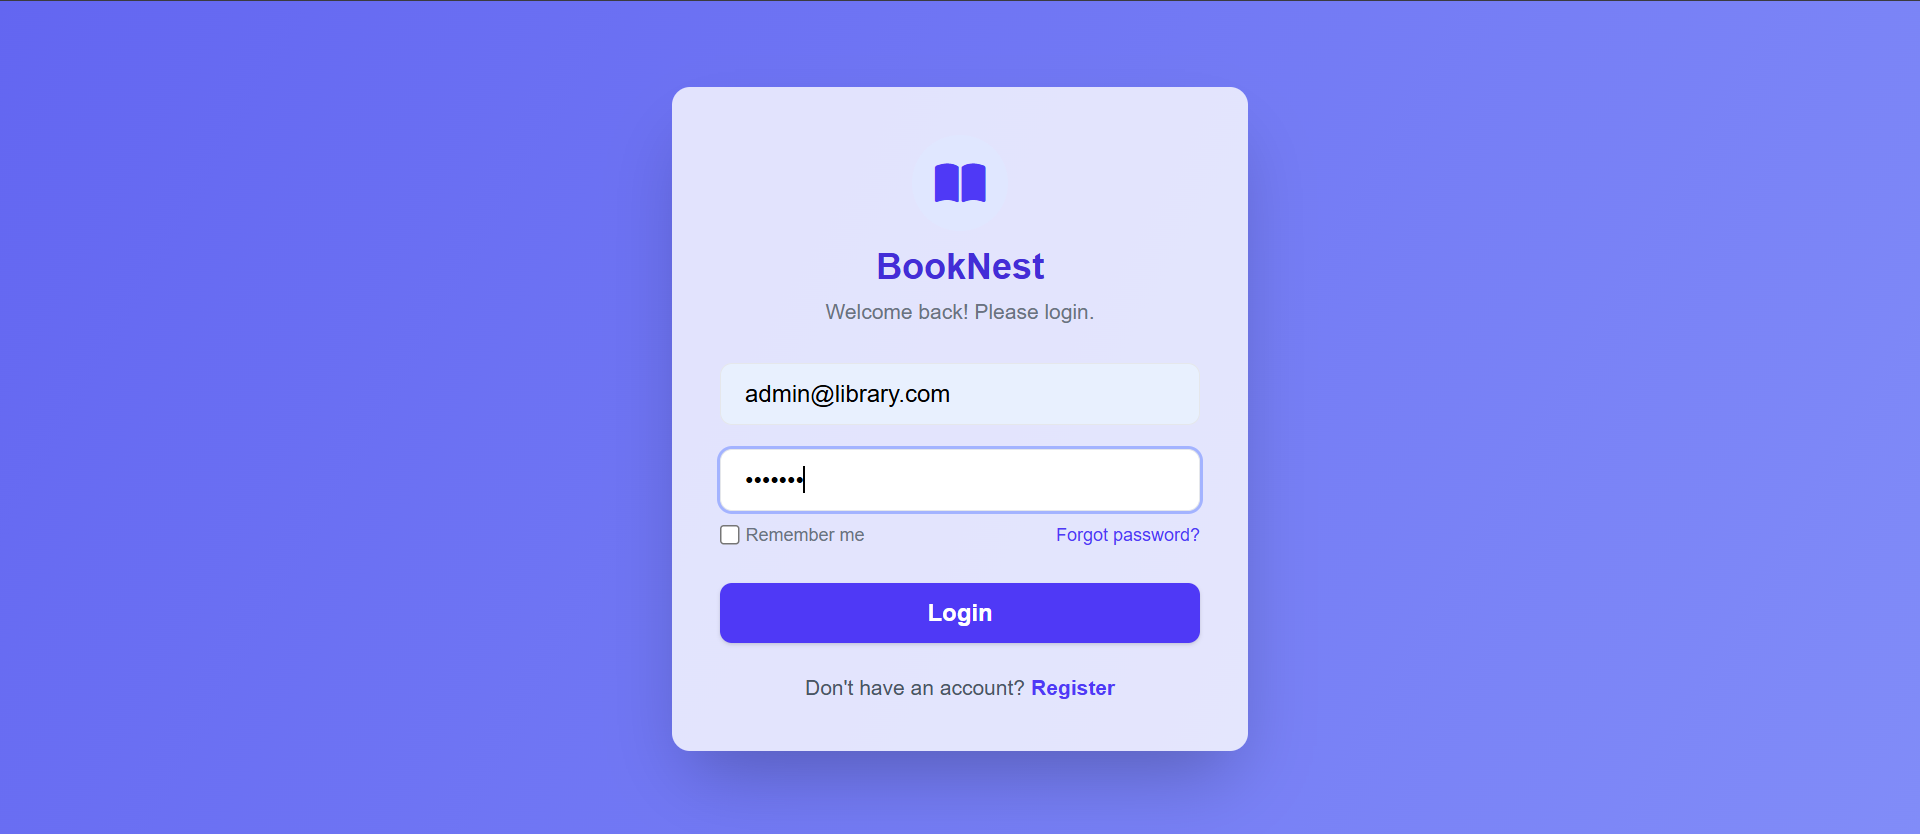 BookNest
Welcome back! Please login.
admin@library.com
•••••••
Remember me Forgot password?
Login
Don't have an account? Register